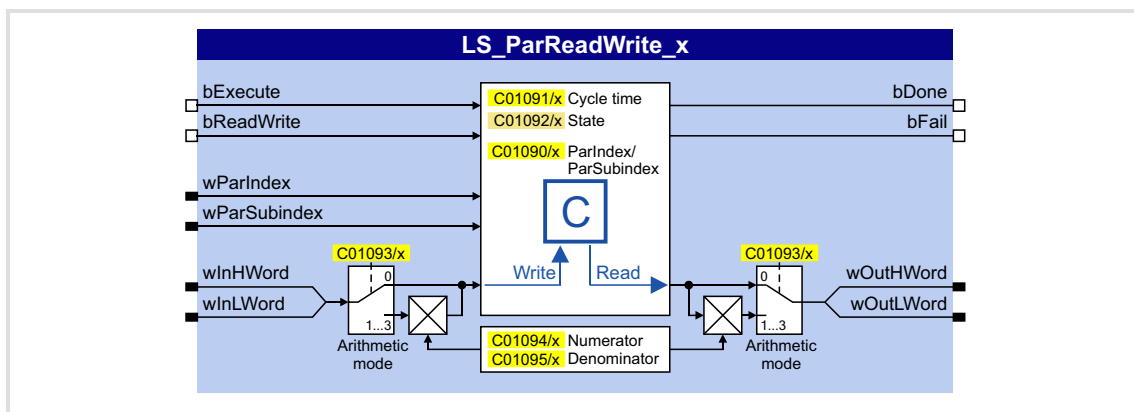 LS_ParReadWrite_x
bExecute
bReadWrite
wParIndex
wParSubindex
wInHWord
wInLWord
C01093/x
0
1...3
Arithmetic
mode
C01091/x Cycle time
C01092/x State
C01090/x ParIndex/
ParSubindex
C
Write
Read
C01094/x Numerator
C01095/x Denominator
C01093/x
0
1...3
Arithmetic
mode
bDone
bFail
wOutHWord
wOutLWord